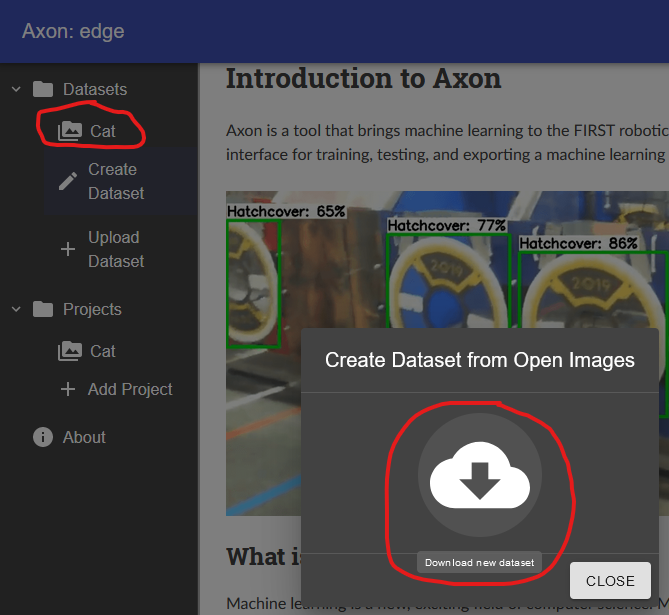 Axon: edge
Datasets
Cat
Create
Dataset
Upload
Dataset
Projects
Cat
Add Project
About
Introduction to Axon
Axon is a tool that brings machine learning to the FIRST robotic
interface for training, testing, and exporting a machine learning
Hatchcover: 65%
Hatchcover: 77%
Hatchcover: 86%
2019
2019
Create Dataset from Open Images
Download new dataset
CLOSE
What is
Machine learning is a new, exciting field of computer science. M